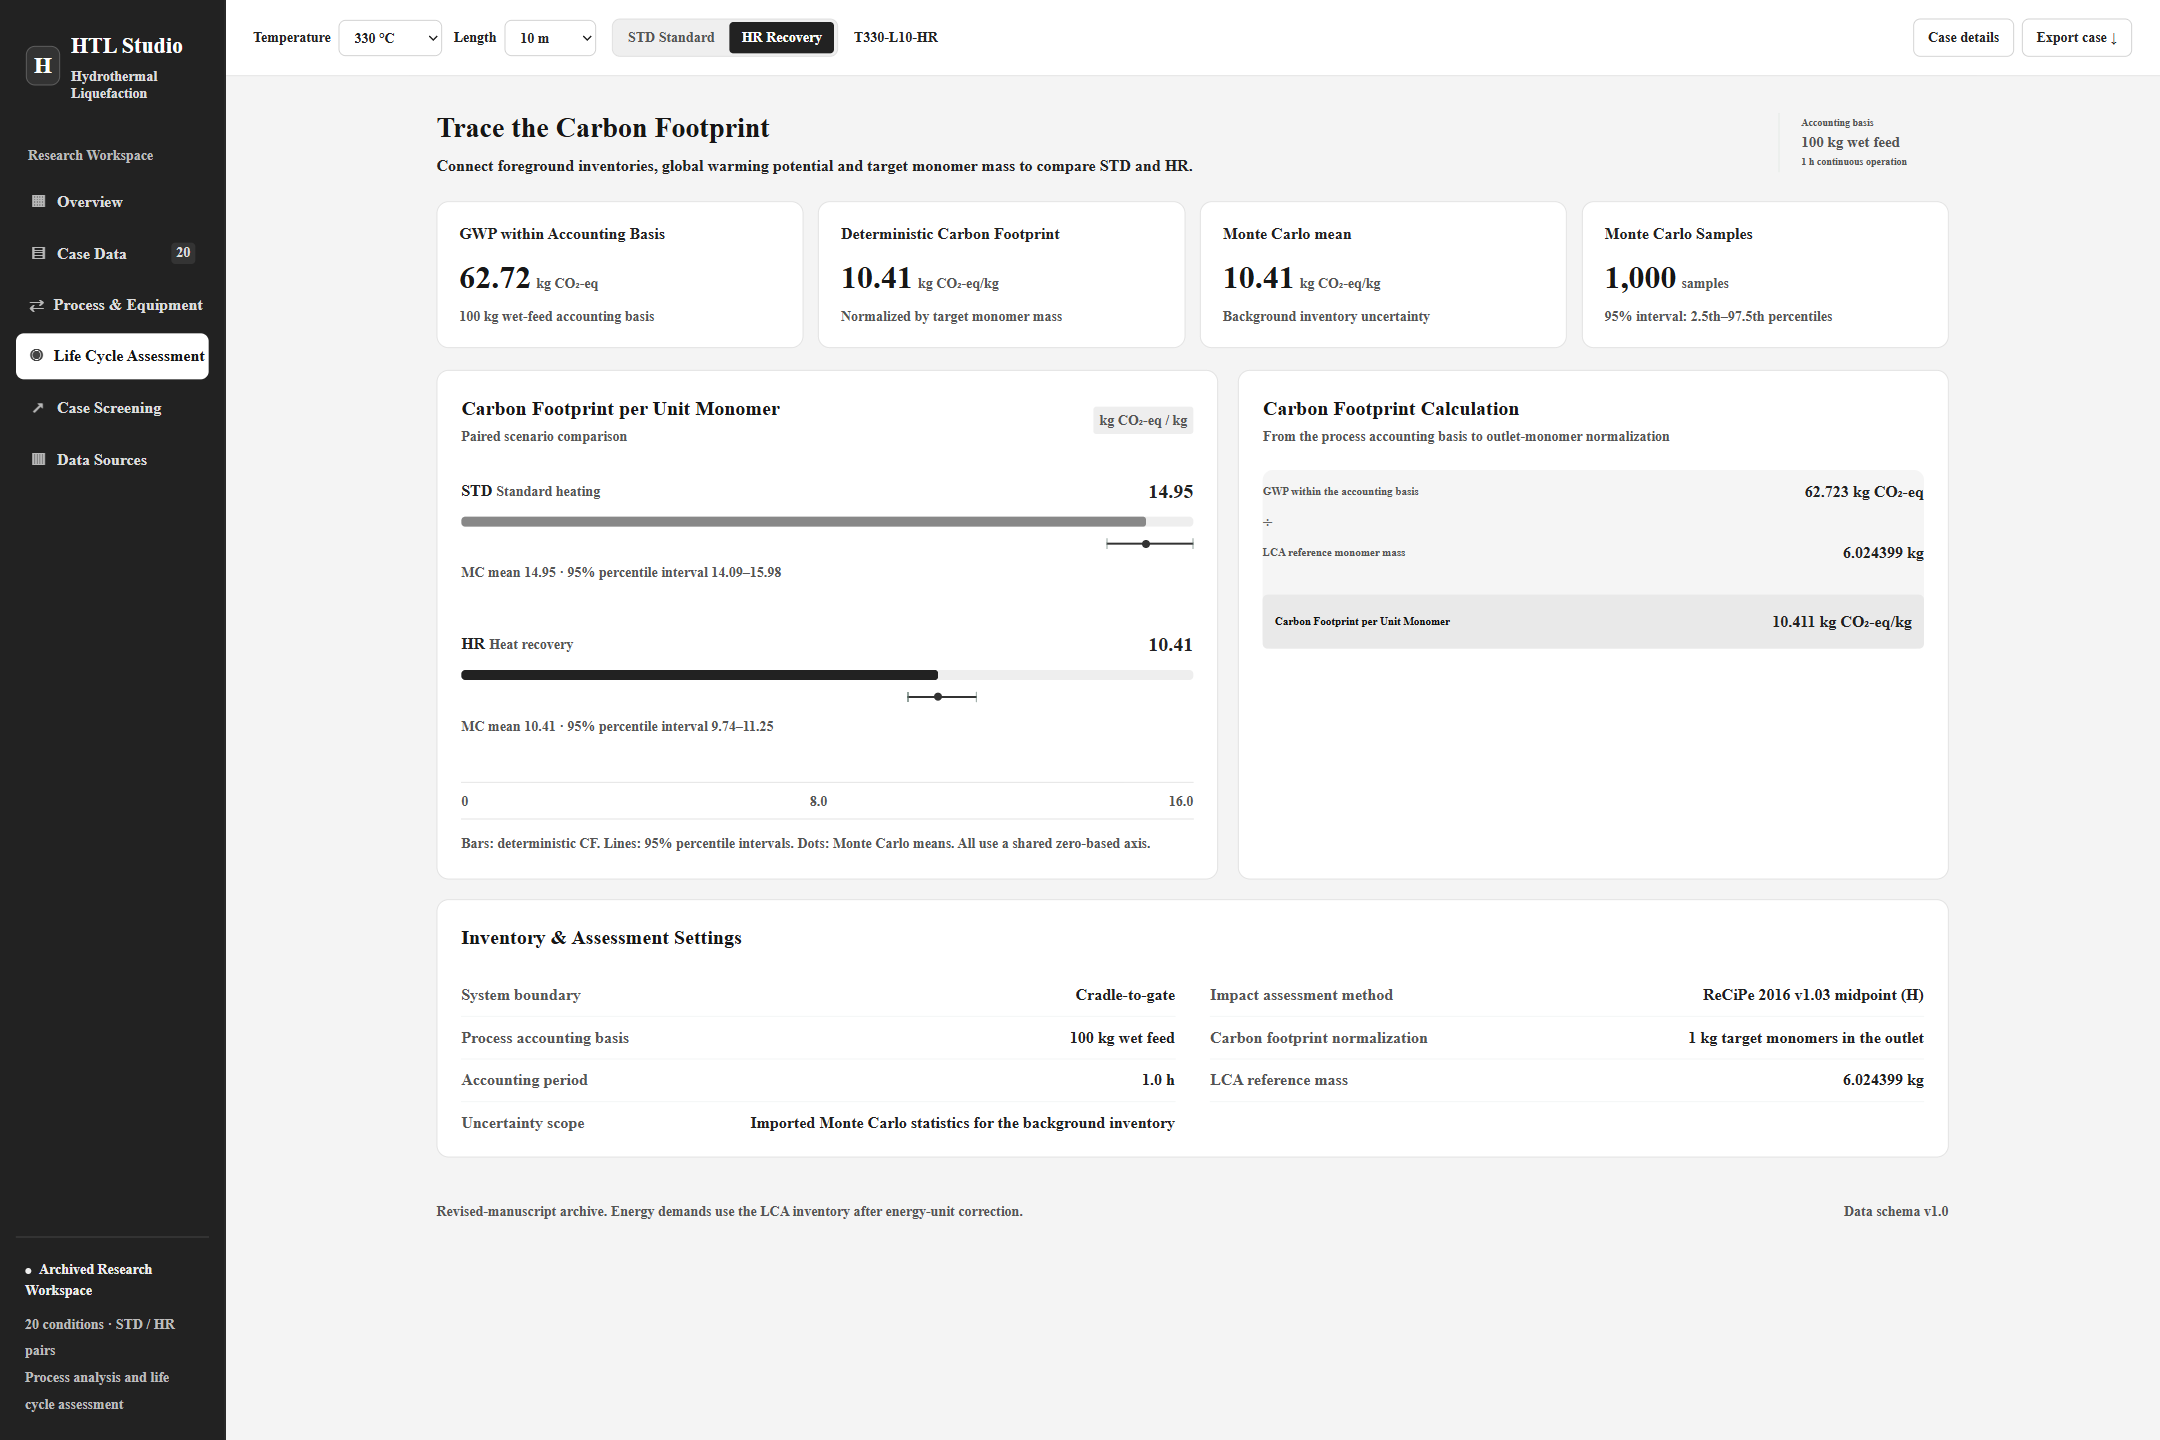 H
HTL Studio
Hydrothermal
Liquefaction
Research Workspace
Overview
Case Data 20
Process & Equipment
Life Cycle Assessment
Case Screening
Data Sources
Archived Research
Workspace
20 conditions · STD / HR
pairs
Process analysis and life
cycle assessment
Temperature 330 °C Length 10 m STD Standard HR Recovery T330-L10-HR Case details Export case ↓
Trace the Carbon Footprint
Connect foreground inventories, global warming potential and target monomer mass to compare STD and HR.
Accounting basis
100 kg wet feed
1 h continuous operation
GWP within Accounting Basis
62.72 kg CO₂-eq
100 kg wet-feed accounting basis
Deterministic Carbon Footprint
10.41 kg CO₂-eq/kg
Normalized by target monomer mass
Monte Carlo mean
10.41 kg CO₂-eq/kg
Background inventory uncertainty
Monte Carlo Samples
1,000 samples
95% interval: 2.5th–97.5th percentiles
Carbon Footprint per Unit Monomer
Paired scenario comparison
kg CO₂-eq / kg
STD Standard heating 14.95
MC mean 14.95 · 95% percentile interval 14.09–15.98
HR Heat recovery 10.41
MC mean 10.41 · 95% percentile interval 9.74–11.25
0 8.0 16.0
Bars: deterministic CF. Lines: 95% percentile intervals. Dots: Monte Carlo means. All use a shared zero-based axis.
Carbon Footprint Calculation
From the process accounting basis to outlet-monomer normalization
GWP within the accounting basis 62.723 kg CO₂-eq
÷
LCA reference monomer mass 6.024399 kg
Carbon Footprint per Unit Monomer 10.411 kg CO₂-eq/kg
Inventory & Assessment Settings
System boundary Cradle-to-gate
Impact assessment method ReCiPe 2016 v1.03 midpoint (H)
Process accounting basis 100 kg wet feed
Carbon footprint normalization 1 kg target monomers in the outlet
Accounting period 1.0 h
LCA reference mass 6.024399 kg
Uncertainty scope Imported Monte Carlo statistics for the background inventory
Revised-manuscript archive. Energy demands use the LCA inventory after energy-unit correction.
Data schema v1.0